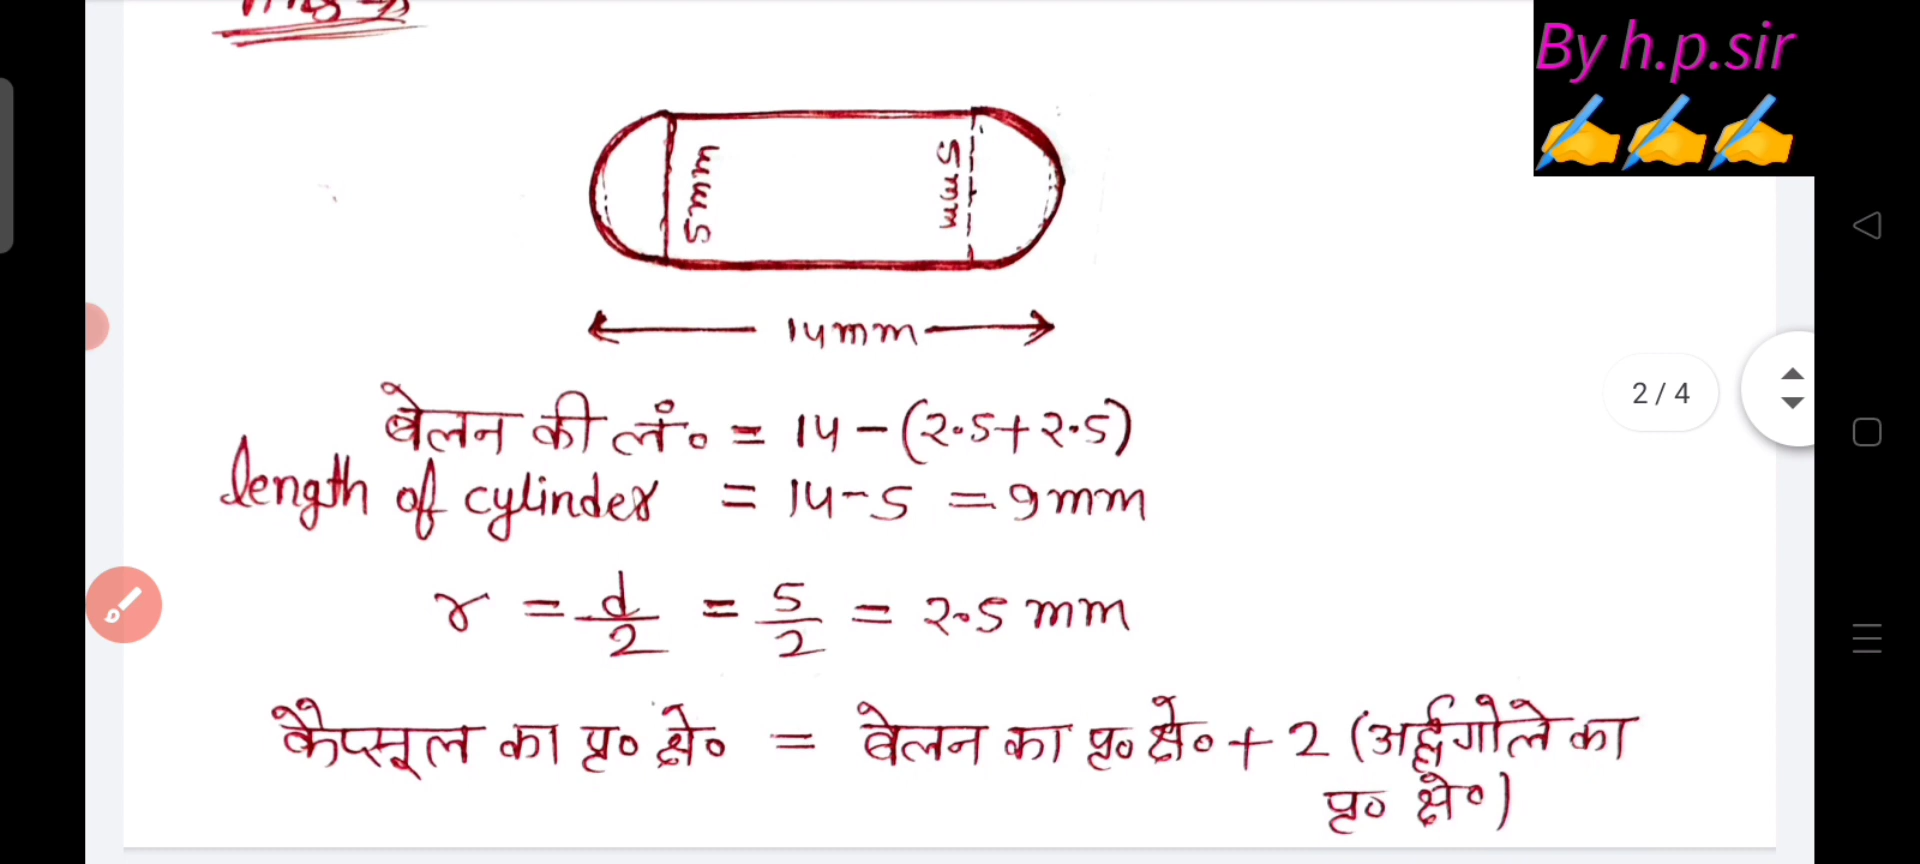 By h.p.sir
5mm
5mm
14mm
बेलन की लं० = 14 - (2.5+2.5)
length of cylinder = 14-5 = 9mm
r = d/2 = 5/2 = 2.5 mm
2 / 4
कैप्सूल का पृ० क्षे० = बेलन का पृ० क्षे० + 2 (अर्द्धगोले का
पृ० क्षे०)